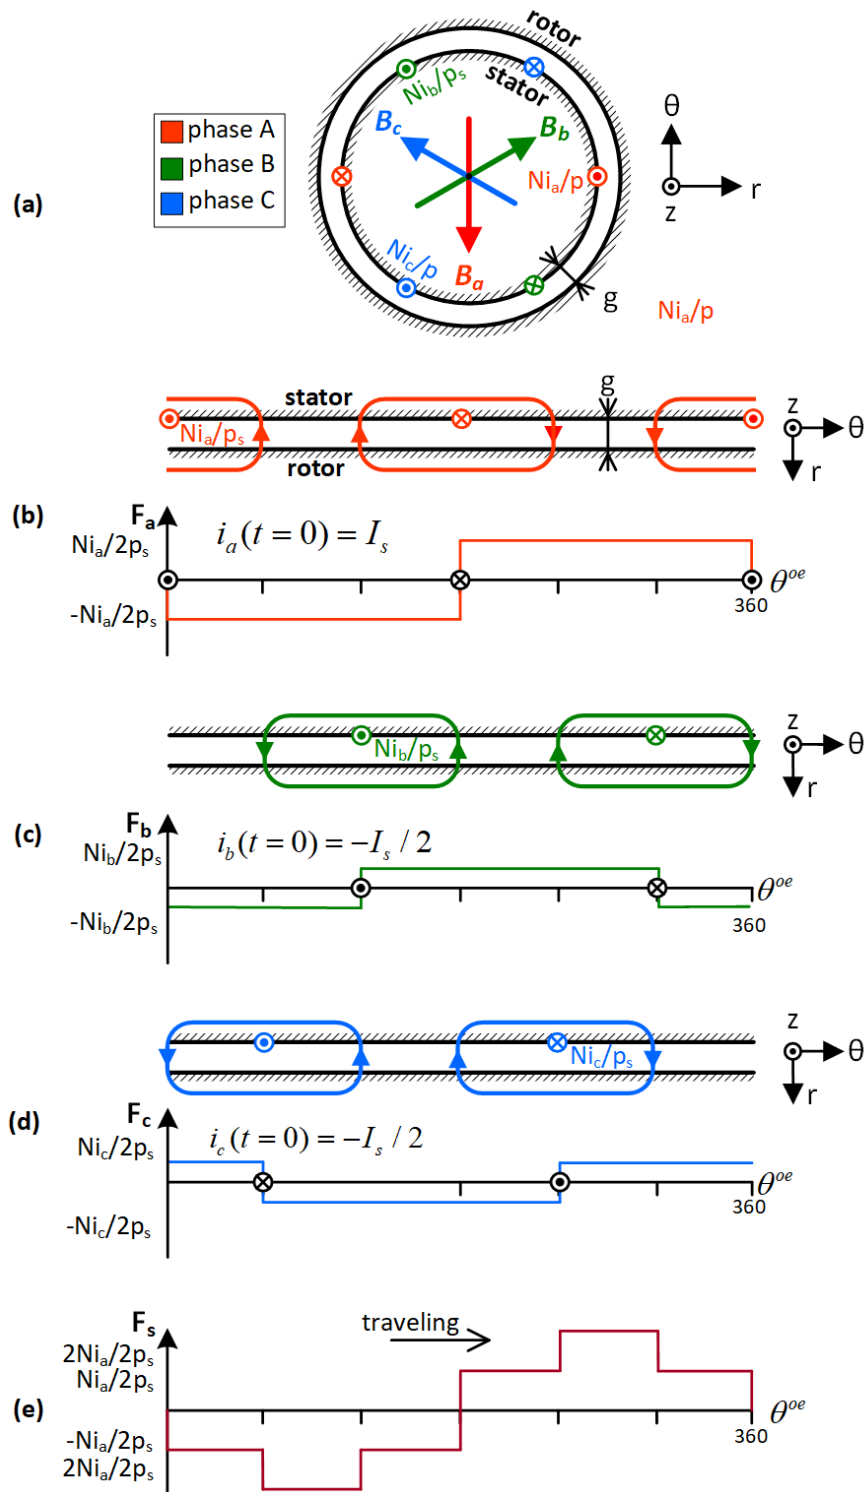 rotor
Ni_b/p_s
stator
phase A
phase B
phase C
B_c
B_b
θ
Ni_a/p
r
z
(a)
Ni_c/p
B_a
g
Ni_a/p
g
stator
z
Ni_a/p_s
θ
rotor
r
(b)
F_a
i_a(t = 0) = I_s
Ni_a/2p_s
θ^oe
360
-Ni_a/2p_s
z
Ni_b/p_s
θ
r
(c)
F_b
i_b(t = 0) = −I_s / 2
Ni_b/2p_s
θ^oe
-Ni_b/2p_s
360
z
Ni_c/p_s
θ
r
(d)
F_c
i_c(t = 0) = −I_s / 2
Ni_c/2p_s
θ^oe
360
-Ni_c/2p_s
F_s
traveling
2Ni_a/2p_s
Ni_a/2p_s
(e)
θ^oe
360
-Ni_a/2p_s
2Ni_a/2p_s